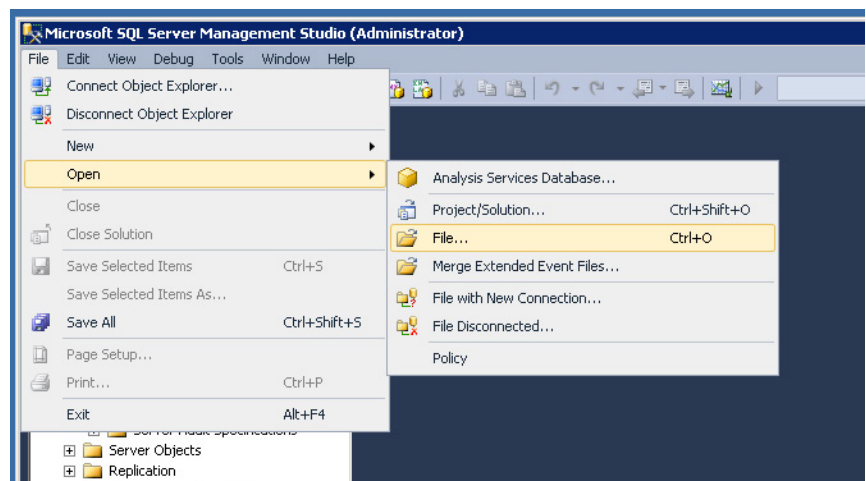 Microsoft SQL Server Management Studio (Administrator)
File Edit View Debug Tools Window Help
Connect Object Explorer...
Disconnect Object Explorer
New
Open
Analysis Services Database...
Close
Project/Solution... Ctrl+Shift+O
Close Solution
File... Ctrl+O
Save Selected Items Ctrl+S
Merge Extended Event Files...
Save Selected Items As...
File with New Connection...
Save All Ctrl+Shift+S
File Disconnected...
Page Setup...
Policy
Print... Ctrl+P
Exit Alt+F4
Server Objects
Replication